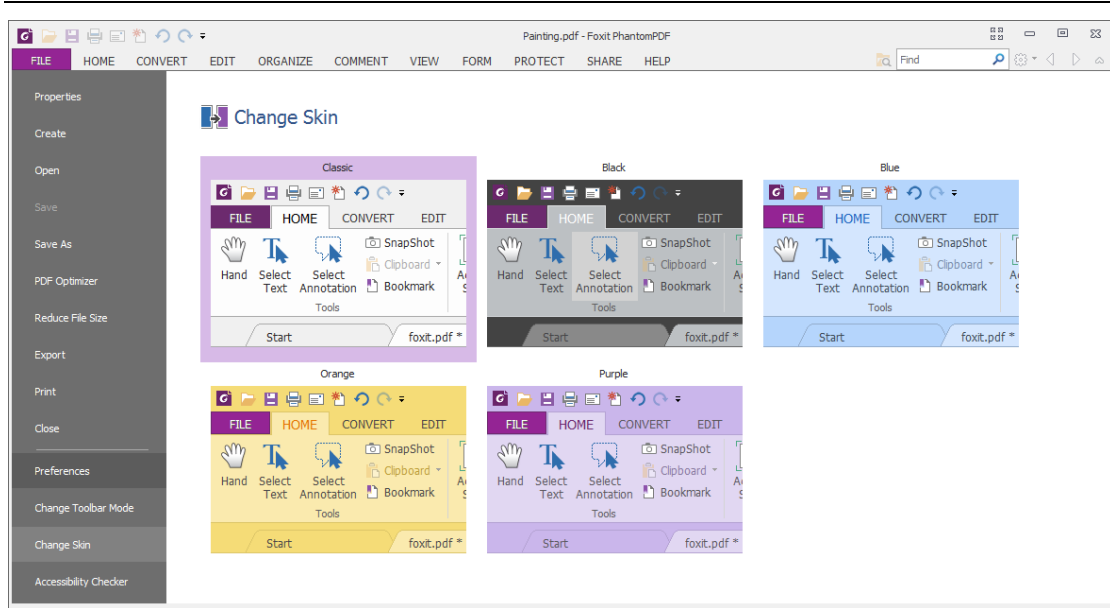 Painting.pdf - Foxit PhantomPDF
FILE HOME CONVERT EDIT ORGANIZE COMMENT VIEW FORM PROTECT SHARE HELP Find
Properties
Create
Open
Save
Save As
PDF Optimizer
Reduce File Size
Export
Print
Close
Preferences
Change Toolbar Mode
Change Skin
Accessibility Checker
Change Skin
Classic
FILE HOME CONVERT EDIT
SnapShot
Clipboard
Hand Select Select
Text Annotation Bookmark
Tools
Start foxit.pdf *
Black
FILE HOME CONVERT EDIT
SnapShot
Clipboard
Hand Select Select
Text Annotation Bookmark
Tools
Start foxit.pdf *
Blue
FILE HOME CONVERT EDIT
SnapShot
Clipboard
Hand Select Select
Text Annotation Bookmark
Tools
Start foxit.pdf *
Orange
FILE HOME CONVERT EDIT
SnapShot
Clipboard
Hand Select Select
Text Annotation Bookmark
Tools
Start foxit.pdf *
Purple
FILE HOME CONVERT EDIT
SnapShot
Clipboard
Hand Select Select
Text Annotation Bookmark
Tools
Start foxit.pdf *